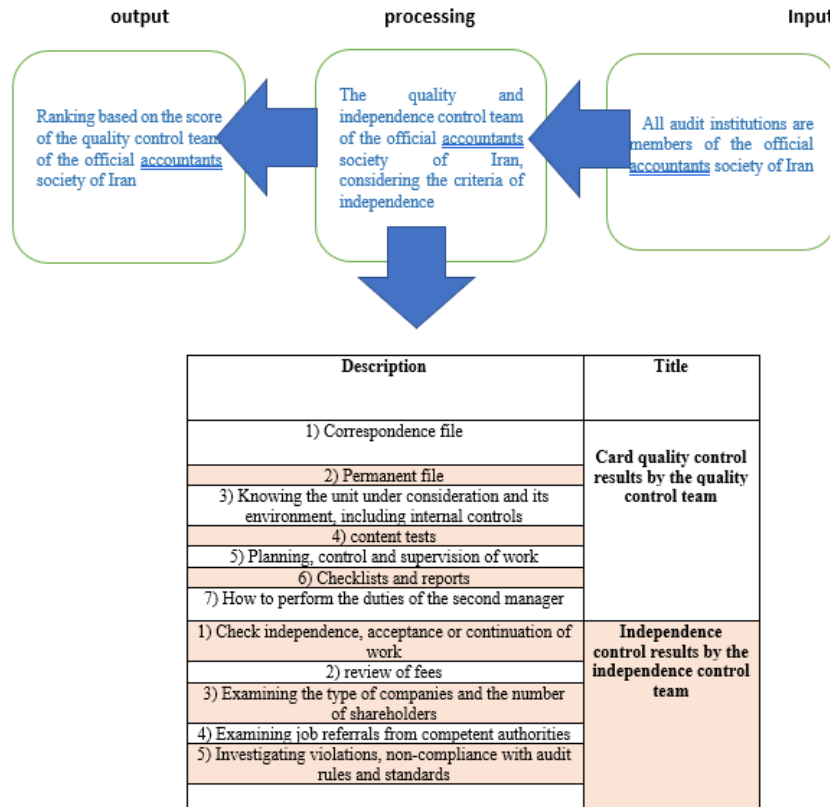 output
processing
Input
Ranking based on the score
of the quality control team
of the official accountants
society of Iran
The quality and
independence control team
of the official accountants
society of Iran,
considering the criteria of
independence
All audit institutions are
members of the official
accountants society of Iran
Description
Title
1) Correspondence file
2) Permanent file
3) Knowing the unit under consideration and its
environment, including internal controls
4) content tests
5) Planning, control and supervision of work
6) Checklists and reports
7) How to perform the duties of the second manager
Card quality control
results by the quality
control team
1) Check independence, acceptance or continuation of
work
2) review of fees
3) Examining the type of companies and the number
of shareholders
4) Examining job referrals from competent authorities
5) Investigating violations, non-compliance with audit
rules and standards
Independence
control results by the
independence control
team